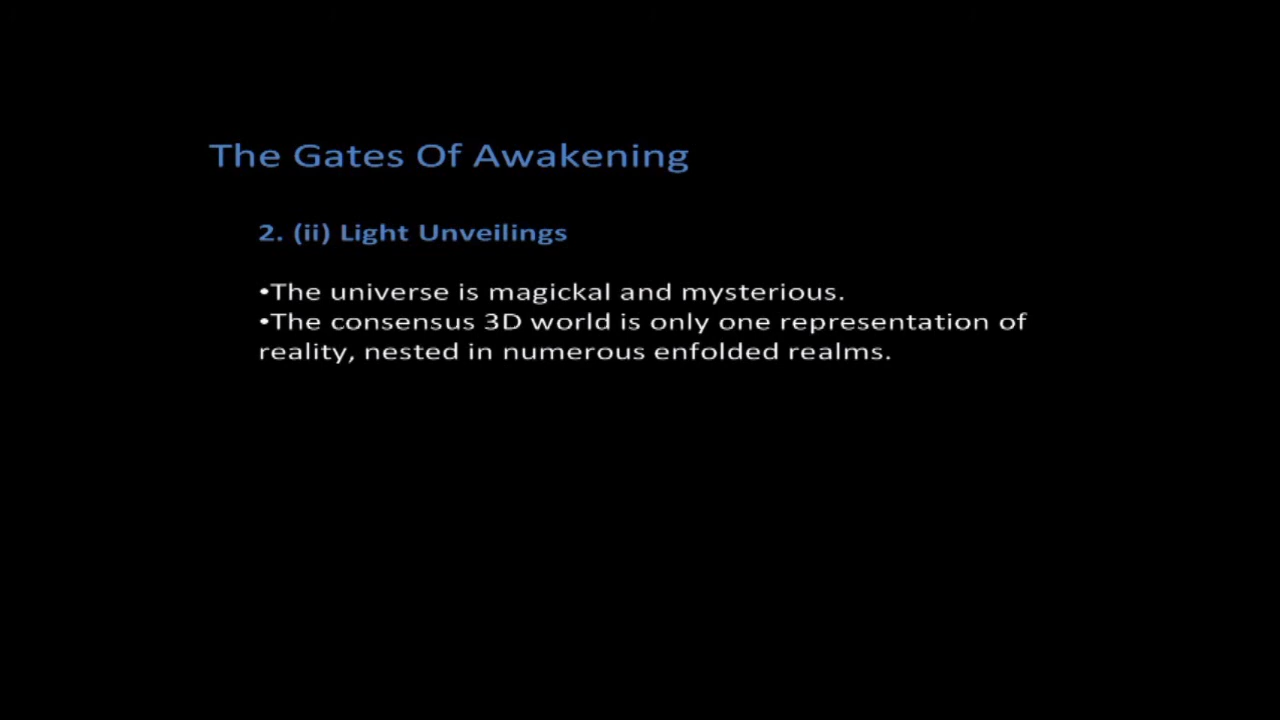 The Gates Of Awakening
2. (ii) Light Unveilings
•The universe is magickal and mysterious.
•The consensus 3D world is only one representation of
reality, nested in numerous enfolded realms.